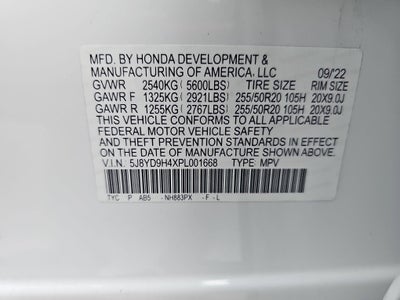 MFD. BY HONDA DEVELOPMENT &
MANUFACTURING OF AMERICA, LLC 09/22
GVWR 2540KG (5600LBS) TIRE SIZE RIM SIZE
GAWR F 1325KG (2921LBS) 255/50R20 105H 20X9.0J
GAWR R 1255KG (2767LBS) 255/50R20 105H 20X9.0J
THIS VEHICLE CONFORMS TO ALL APPLICABLE
FEDERAL MOTOR VEHICLE SAFETY
AND THEFT PREVENTION STANDARDS IN EFFECT
ON THE DATE OF MANUFACTURE SHOWN ABOVE.
V.I.N. 5J8YD9H4XPL001668 TYPE MPV
TYC P AB5 -NH883PX -F -L